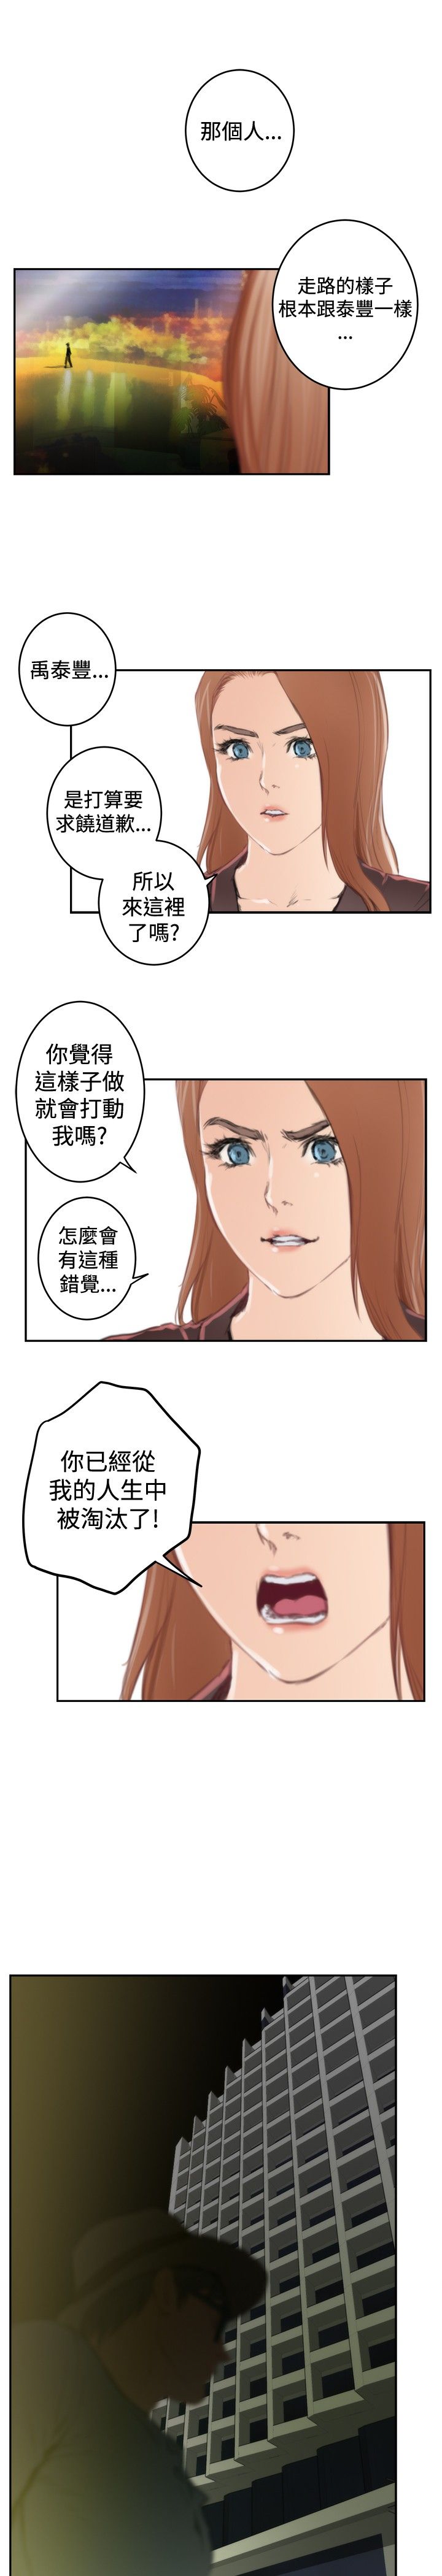 那個人...
走路的樣子
根本跟泰豐一樣
...
禹泰豐...
是打算要
求饒道歉...
所以
來這裡
了嗎?
你覺得
這樣子做
就會打動
我嗎?
怎麼會
有這種
錯覺...
你已經從
我的人生中
被淘汰了!